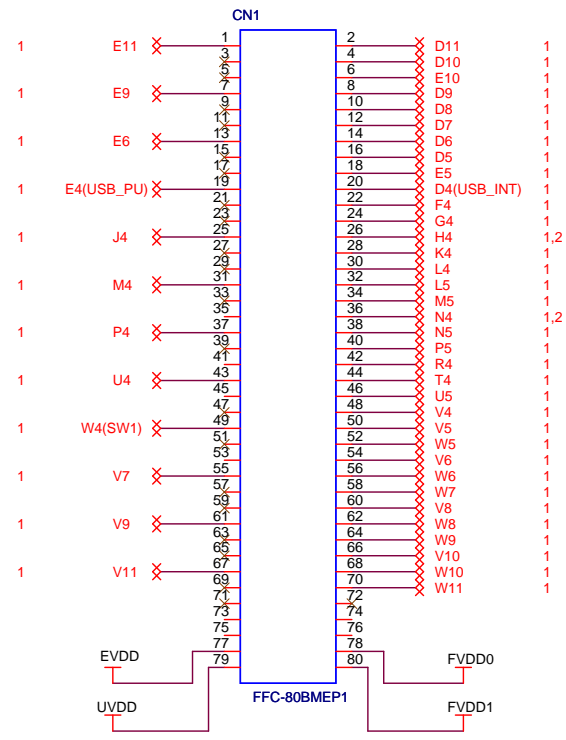 CN1
1 E11 1 2 D11 1
3 4 D10 1
5 6 E10 1
1 E9 7 8 D9 1
9 10 D8 1
11 12 D7 1
1 E6 13 14 D6 1
15 16 D5 1
17 18 E5 1
1 E4(USB_PU) 19 20 D4(USB_INT) 1
21 22 F4 1
23 24 G4 1
1 J4 25 26 H4 1,2
27 28 K4 1
29 30 L4 1
1 M4 31 32 L5 1
33 34 M5 1
35 36 N4 1,2
1 P4 37 38 N5 1
39 40 P5 1
41 42 R4 1
1 U4 43 44 T4 1
45 46 U5 1
47 48 V4 1
1 W4(SW1) 49 50 V5 1
51 52 W5 1
53 54 V6 1
1 V7 55 56 W6 1
57 58 W7 1
59 60 V8 1
1 V9 61 62 W8 1
63 64 W9 1
65 66 V10 1
1 V11 67 68 W10 1
69 70 W11 1
71 72
73 74
75 76
77 78
EVDD 79 80 FVDD0
FFC-80BMEP1
UVDD FVDD1